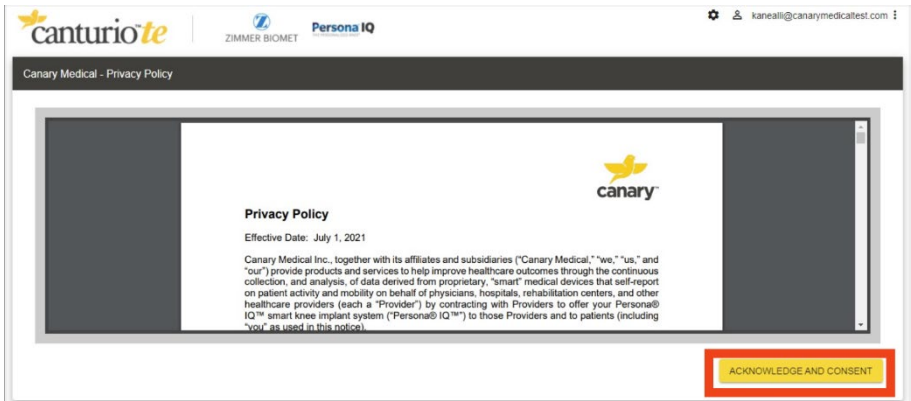 canturio™te
ZIMMER BIOMET
Persona IQ
kanealli@canarymedicaltest.com
Canary Medical - Privacy Policy
canary™
Privacy Policy
Effective Date: July 1, 2021
Canary Medical Inc., together with its affiliates and subsidiaries (“Canary Medical,” “we,” “us,” and
“our”) provide products and services to help improve healthcare outcomes through the continuous
collection, and analysis, of data derived from proprietary, “smart” medical devices that self-report
on patient activity and mobility on behalf of physicians, hospitals, rehabilitation centers, and other
healthcare providers (each a “Provider”) by contracting with Providers to offer your Persona®
IQ™ smart knee implant system (“Persona® IQ™”) to those Providers and to patients (including
“you” as used in this notice).
ACKNOWLEDGE AND CONSENT